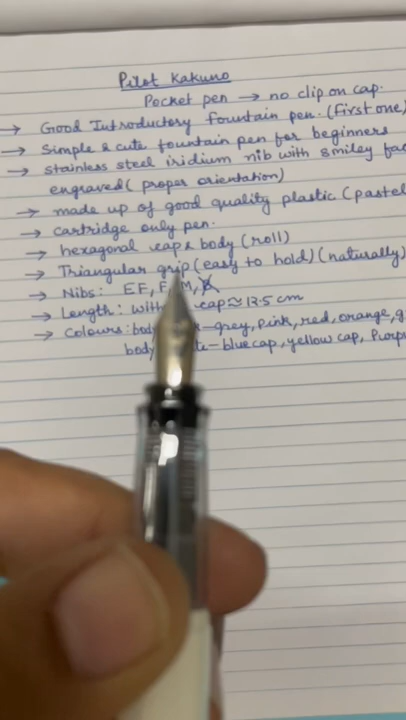 Pilot Kakuno
Pocket pen → no clip on cap.
→ Good Introductory fountain pen. (First one)
→ Simple & cute fountain pen for beginners
→ stainless steel iridium nib with smiley
engraved (proper orientation)
→ made up of good quality plastic (pastel
→ cartridge only pen.
→ hexagonal cap & body (roll)
→ Triangular grip (easy to hold) (naturally)
→ Nibs: EF, F, M,
→ Length: cap ≈ 13.5 cm
→ Colours: grey, Pink, red, orange,
body - blue cap, yellow cap,